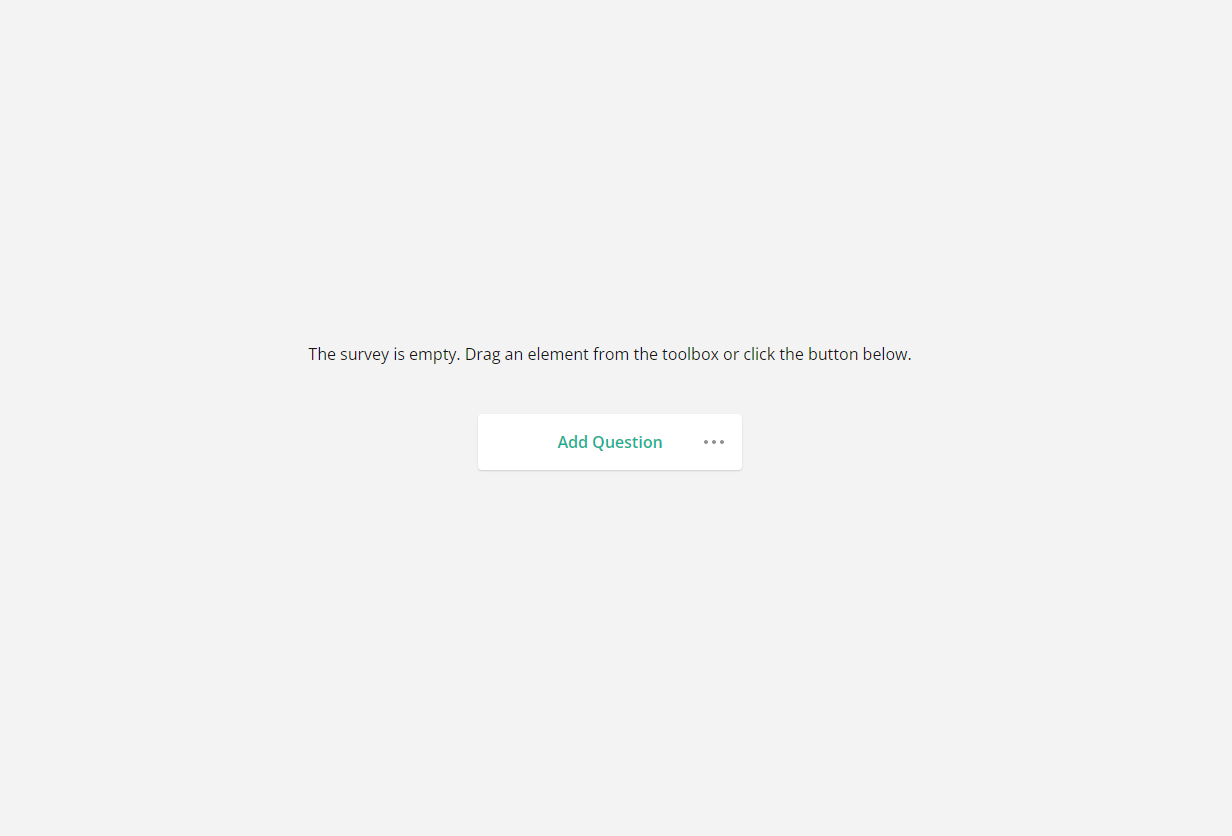 The survey is empty. Drag an element from the toolbox or click the button below.
Add Question